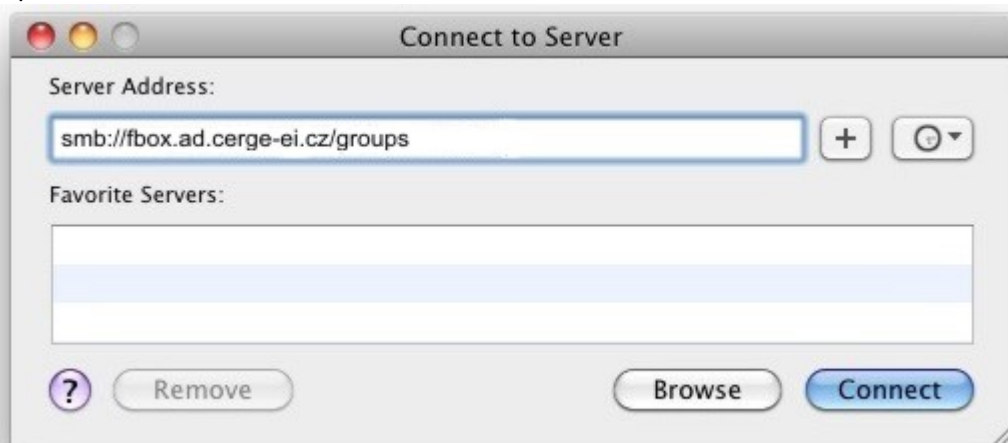 Connect to Server
Server Address:
smb://fbox.ad.cerge-ei.cz/groups
+
Favorite Servers:
? Remove Browse Connect